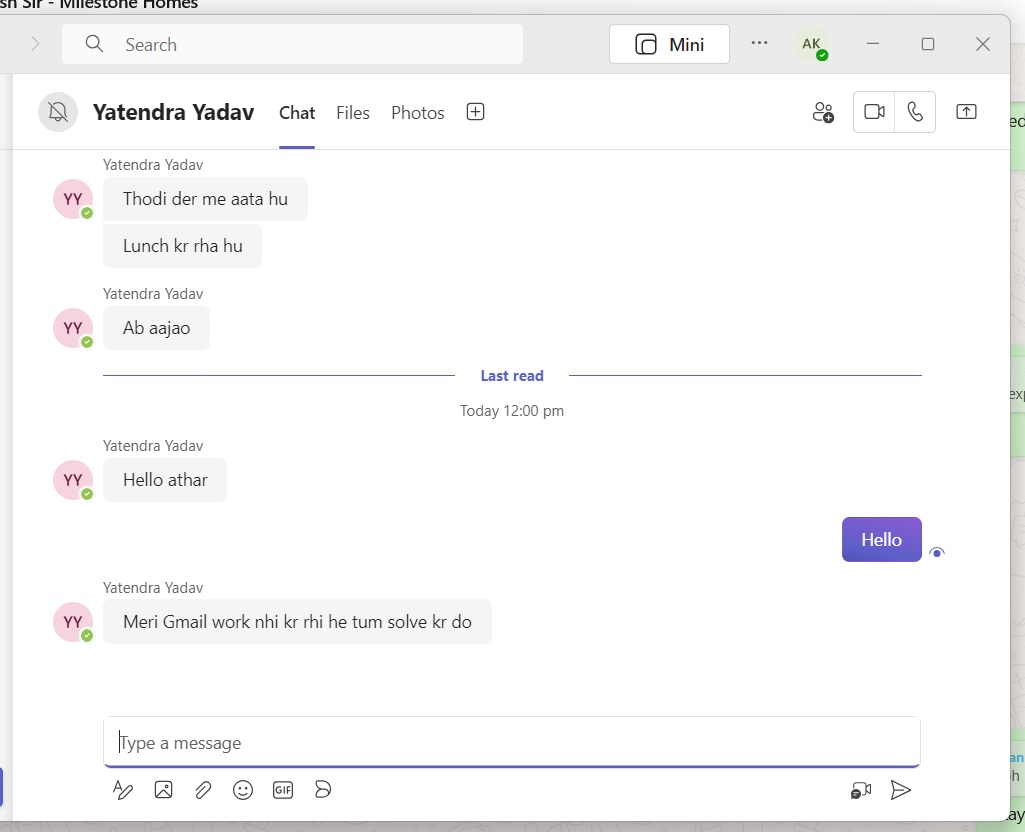 sh Sir - Milestone Homes
Search
Mini
AK
Yatendra Yadav
Chat
Files
Photos
Yatendra Yadav
YY
Thodi der me aata hu
Lunch kr rha hu
Yatendra Yadav
YY
Ab aajao
Last read
Today 12:00 pm
Yatendra Yadav
YY
Hello athar
Hello
Yatendra Yadav
YY
Meri Gmail work nhi kr rhi he tum solve kr do
Type a message
GIF